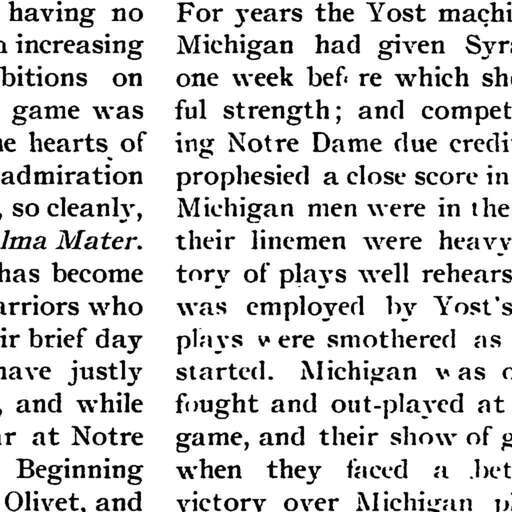 having no
increasing
bitions on
game was
hearts of
admiration
, so cleanly,
lma Mater.
has become
arriors who
ir brief day
have justly
, and while
ar at Notre
Beginning
Olivet, and
For years the Yost machi
Michigan had given Syra
one week before which sh
ful strength; and compet
ing Notre Dame due credi
prophesied a close score in
Michigan men were in the
their linemen were heavy
tory of plays well rehears
was employed by Yost's
plays were smothered as
started. Michigan was
fought and out-played at
game, and their show of g
when they faced a bet
victory over Michigan pl